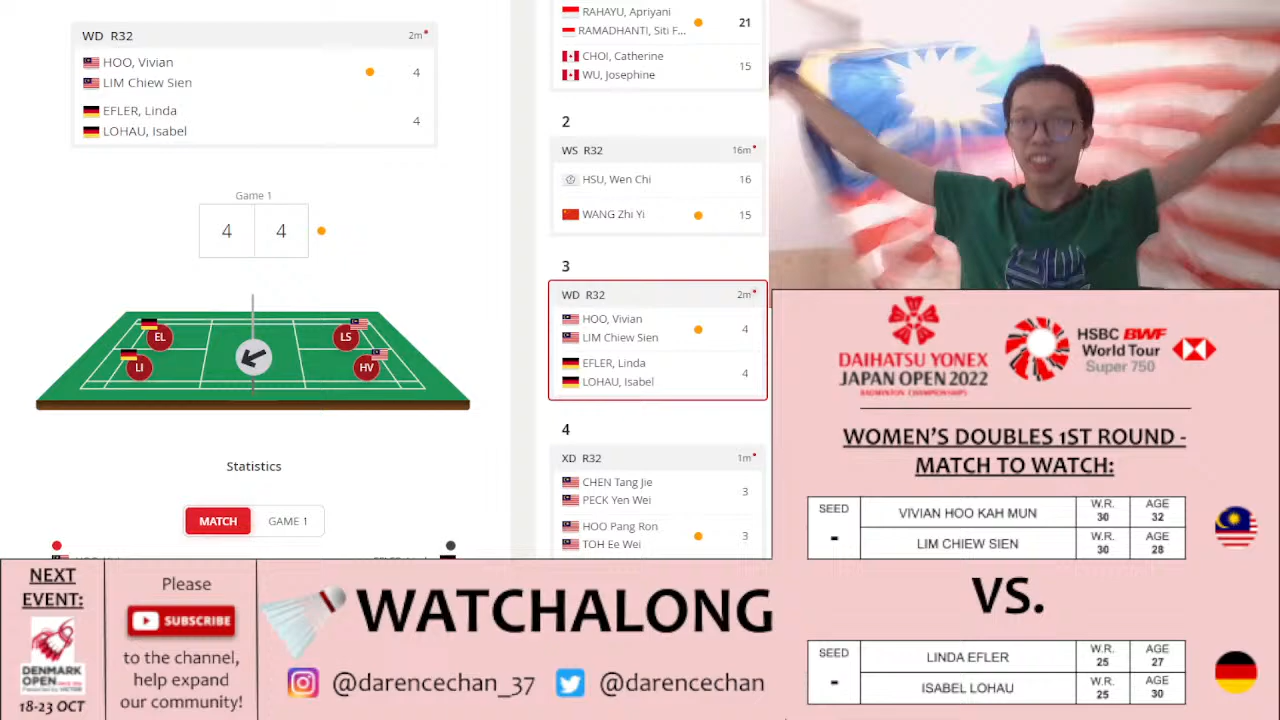 WD R32
2m
HOO, Vivian
LIM Chiew Sien
4
EFLER, Linda
LOHAU, Isabel
4
Game 1
4 4
EL
LI
LS
HV
Statistics
MATCH
GAME 1
RAHAYU, Apriyani
RAMADHANTI, Siti F...
21
CHOI, Catherine
WU, Josephine
15
2
WS R32
16m
HSU, Wen Chi
16
WANG Zhi Yi
15
3
WD R32
2m
HOO, Vivian
LIM Chiew Sien
4
EFLER, Linda
LOHAU, Isabel
4
4
XD R32
1m
CHEN Tang Jie
PECK Yen Wei
3
HOO Pang Ron
TOH Ee Wei
3
DAIHATSU YONEX
JAPAN OPEN 2022
BADMINTON CHAMPIONSHIPS
HSBC BWF
World Tour
Super 750
WOMEN'S DOUBLES 1ST ROUND -
MATCH TO WATCH:
SEED
-
VIVIAN HOO KAH MUN
W.R.
30
AGE
32
LIM CHIEW SIEN
W.R.
30
AGE
28
VS.
SEED
-
LINDA EFLER
W.R.
25
AGE
27
ISABEL LOHAU
W.R.
25
AGE
30
NEXT
EVENT:
DENMARK
OPEN
18-23 OCT
Please
SUBSCRIBE
to the channel,
help expand
our community!
WATCHALONG
@darencechan_37
@darencechan